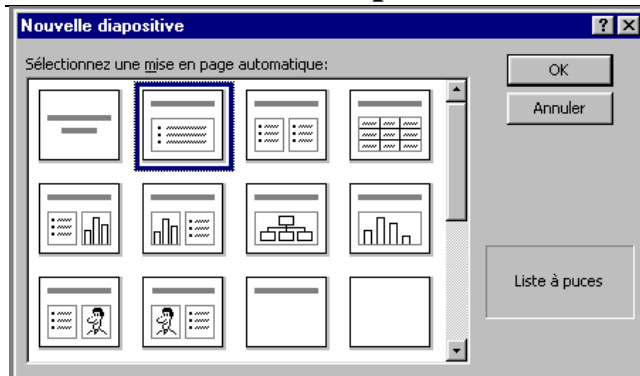 Nouvelle diapositive
Sélectionnez une mise en page automatique:
OK
Annuler
Liste à puces